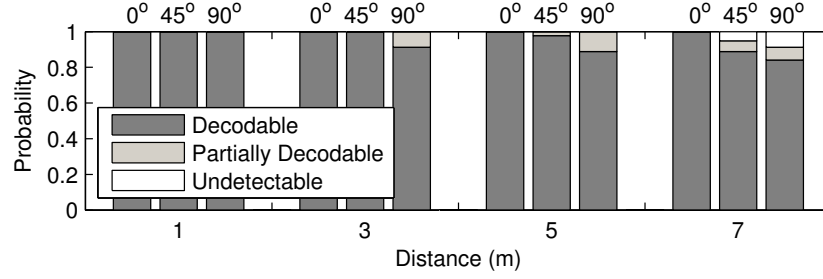 0° 45° 90° 0° 45° 90° 0° 45° 90° 0° 45° 90°
1
0.8
0.6
0.4
0.2
0
Probability
Decodable
Partially Decodable
Undetectable
1 3 5 7
Distance (m)